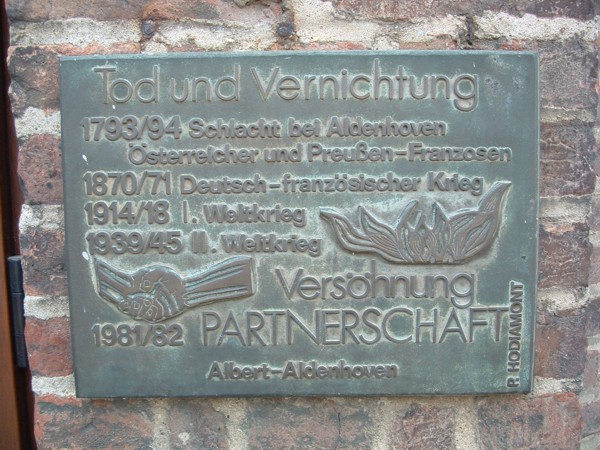 Tod und Vernichtung
1793/94 Schlacht bei Aldenhoven
Österreicher und Preußen-Franzosen
1870/71 Deutsch-französischer Krieg
1914/18 I. Weltkrieg
1939/45 II. Weltkrieg
Versöhnung
1981/82 PARTNERSCHAFT
Albert-Aldenhoven
P. HODIAMONT